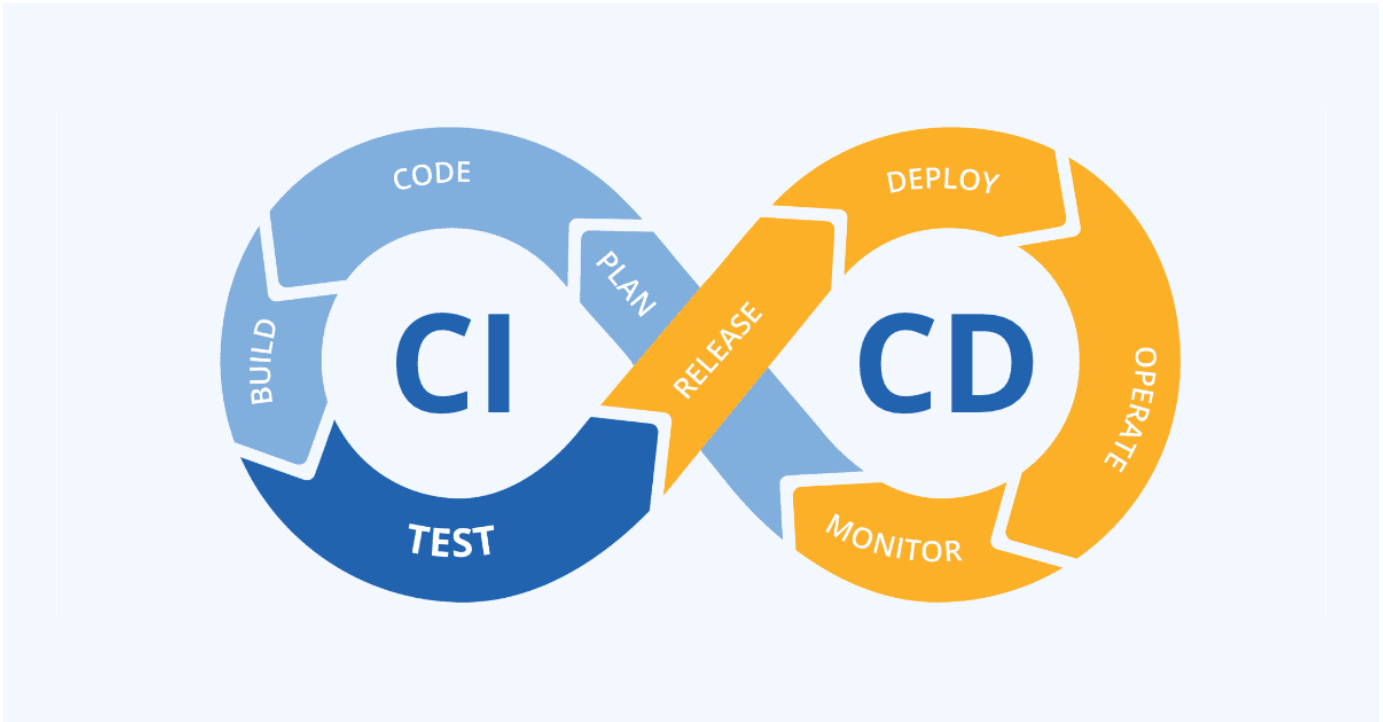 CODE
PLAN
BUILD
CI
TEST
RELEASE
DEPLOY
CD
OPERATE
MONITOR